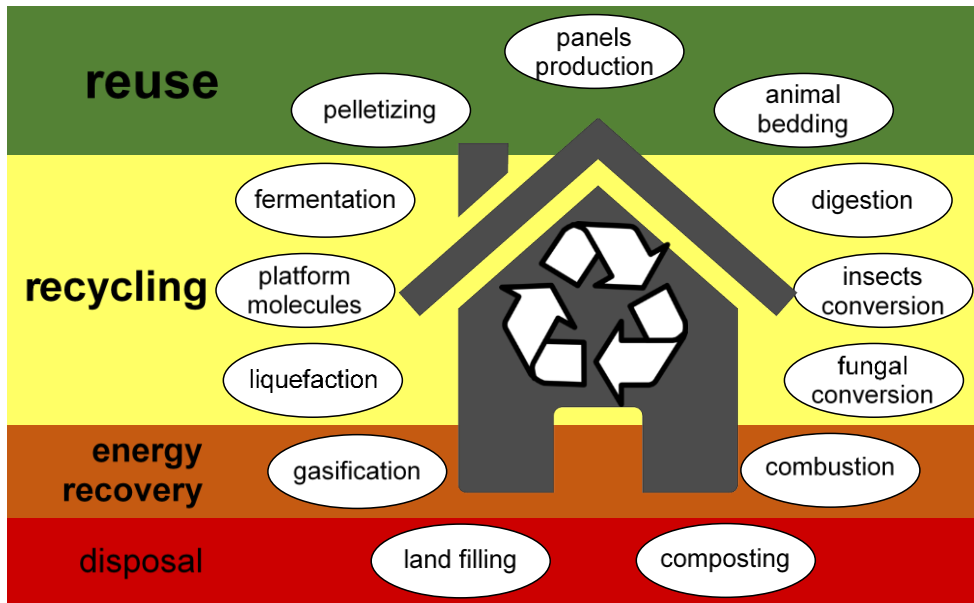 reuse
panels
production
pelletizing
animal
bedding
recycling
fermentation
digestion
platform
molecules
insects
conversion
liquefaction
fungal
conversion
energy
recovery
gasification
combustion
disposal
land filling
composting